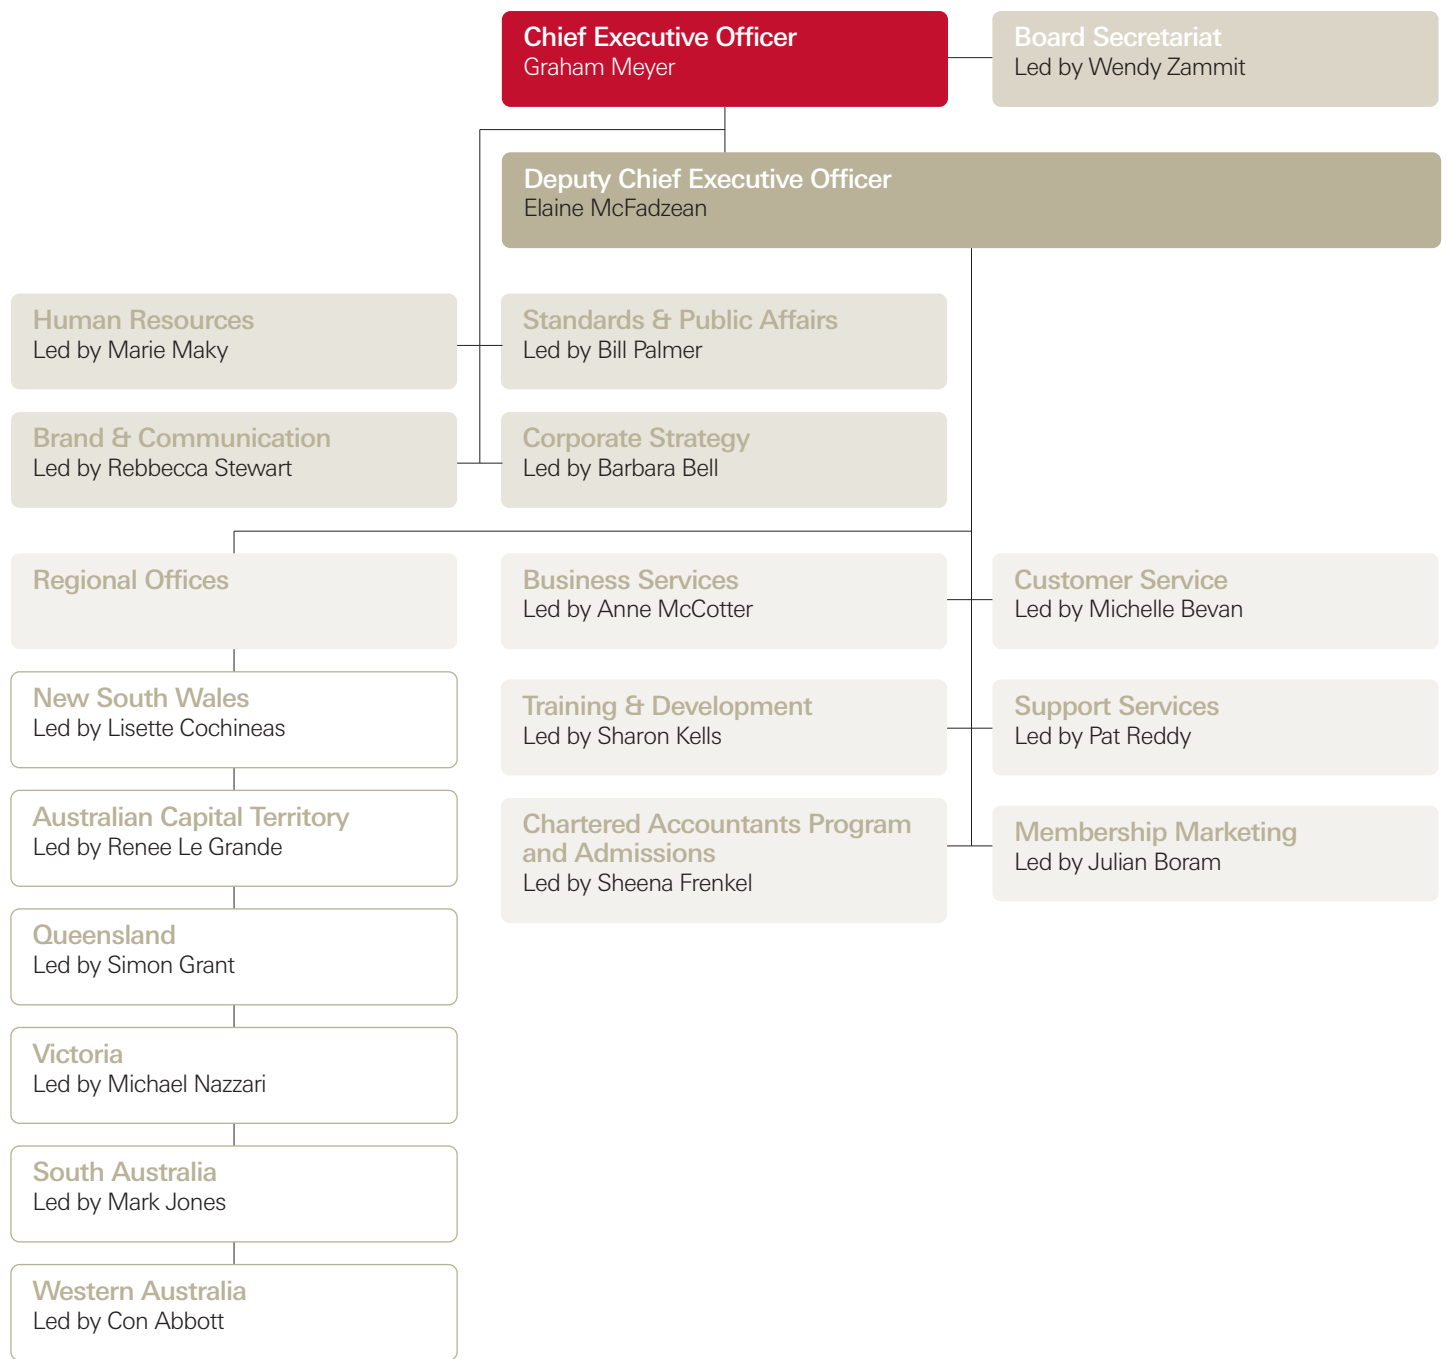 Chief Executive Officer
Graham Meyer
Board Secretariat
Led by Wendy Zammit
Deputy Chief Executive Officer
Elaine McFadzean
Human Resources
Led by Marie Maky
Standards & Public Affairs
Led by Bill Palmer
Brand & Communication
Led by Rebbecca Stewart
Corporate Strategy
Led by Barbara Bell
Regional Offices
Business Services
Led by Anne McCotter
Customer Service
Led by Michelle Bevan
New South Wales
Led by Lisette Cochineas
Training & Development
Led by Sharon Kells
Support Services
Led by Pat Reddy
Australian Capital Territory
Led by Renee Le Grande
Chartered Accountants Program
and Admissions
Led by Sheena Frenkel
Membership Marketing
Led by Julian Boram
Queensland
Led by Simon Grant
Victoria
Led by Michael Nazzari
South Australia
Led by Mark Jones
Western Australia
Led by Con Abbott